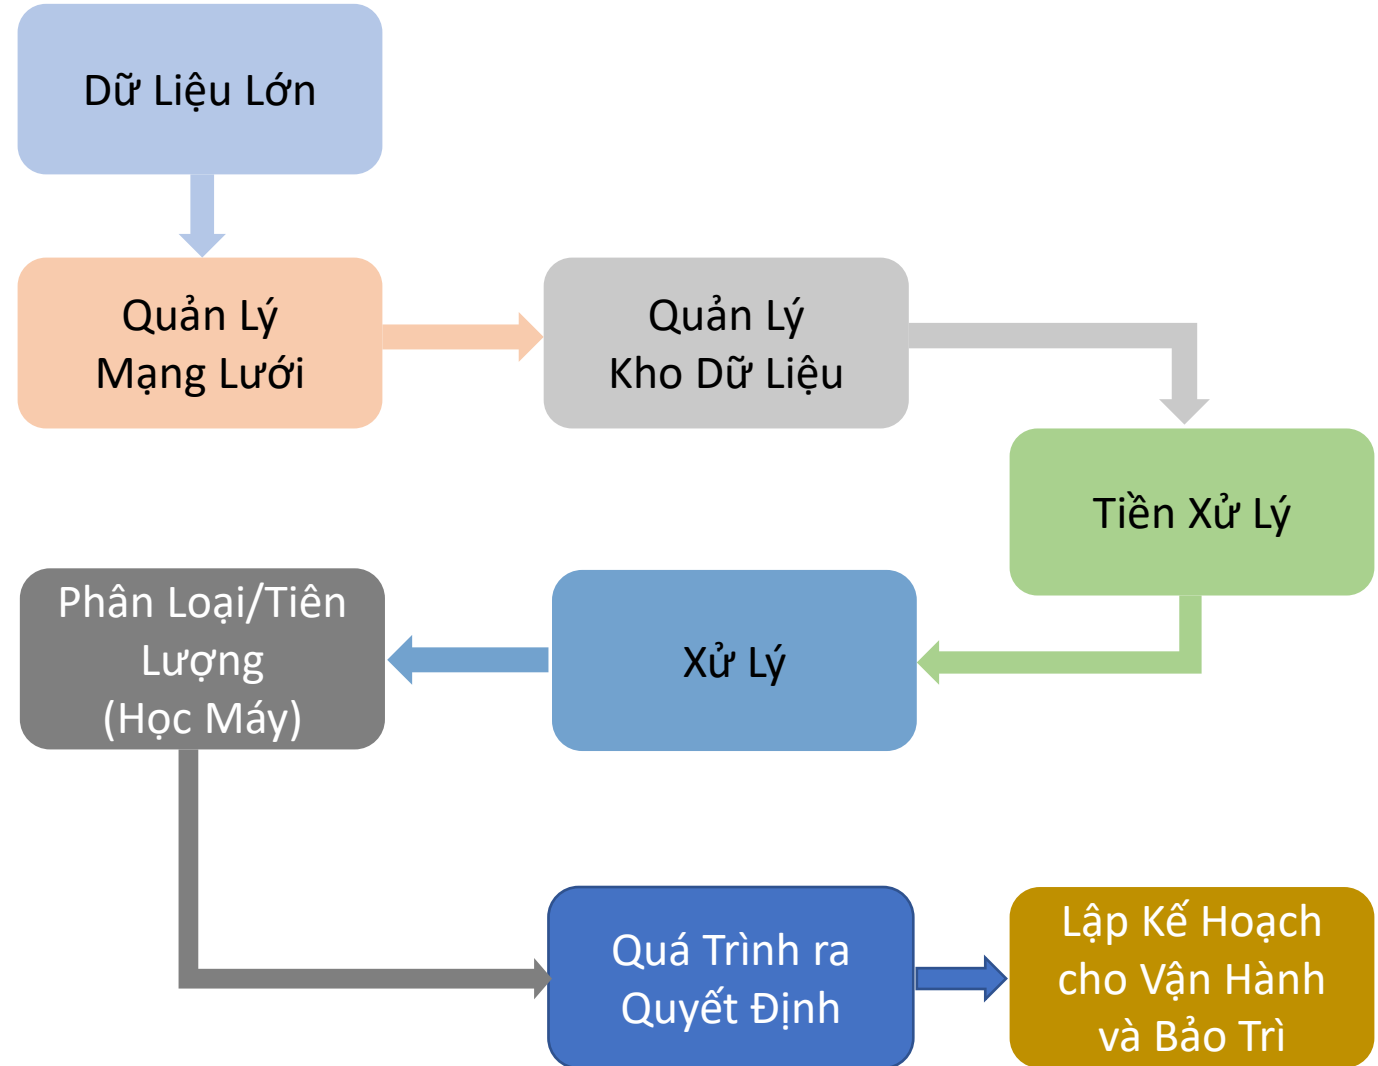 Dữ Liệu Lớn
Quản Lý
Mạng Lưới
Quản Lý
Kho Dữ Liệu
Tiền Xử Lý
Xử Lý
Phân Loại/Tiên
Lượng
(Học Máy)
Quá Trình ra
Quyết Định
Lập Kế Hoạch
cho Vận Hành
và Bảo Trì